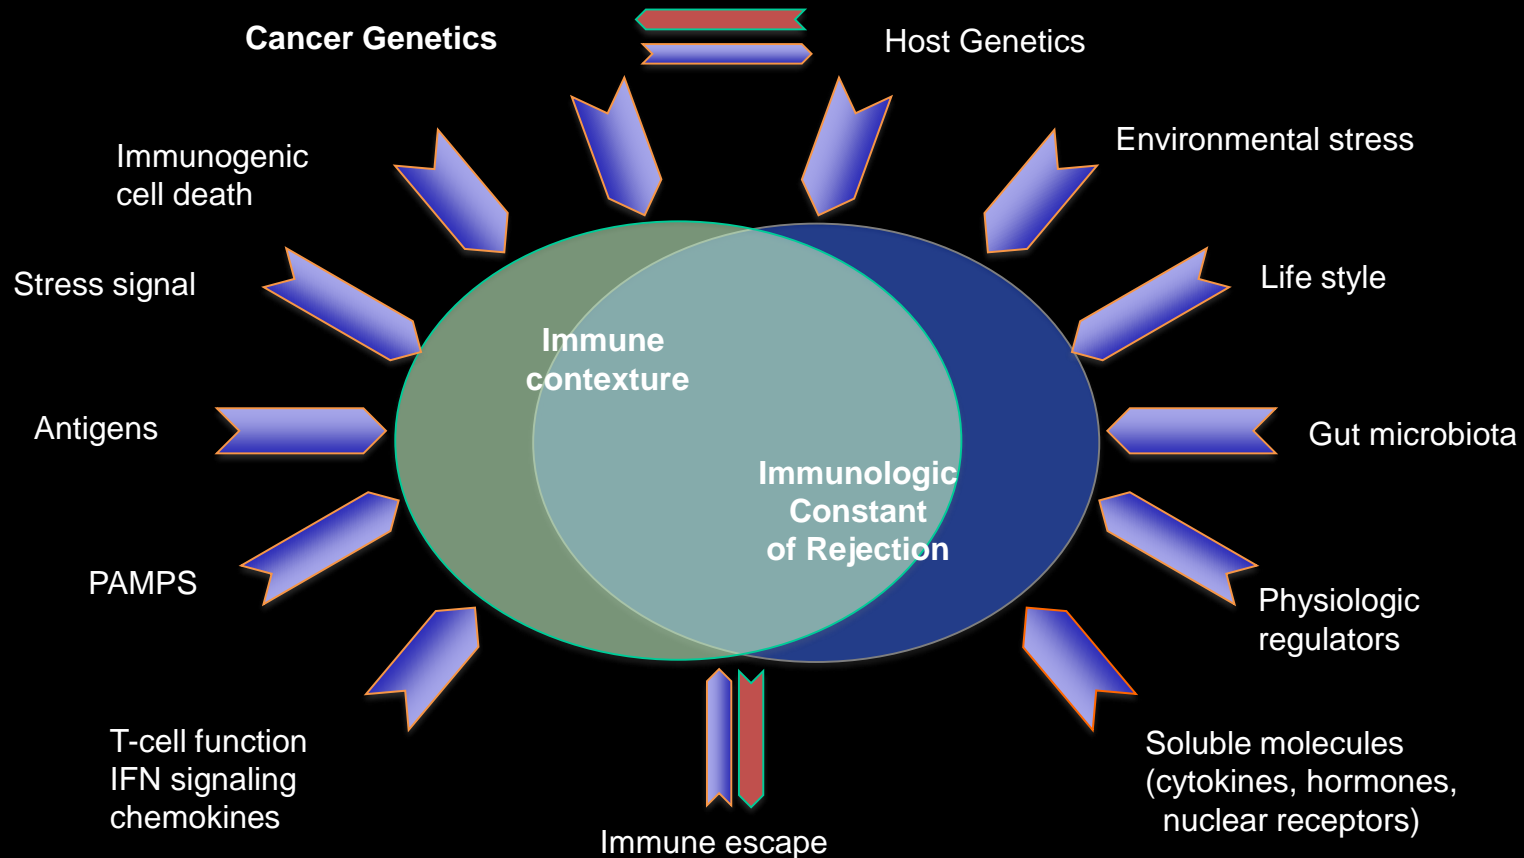 Cancer Genetics
Host Genetics
Immunogenic
cell death
Environmental stress
Stress signal
Life style
Immune
contexture
Antigens
Gut microbiota
Immunologic
Constant
of Rejection
PAMPS
Physiologic
regulators
T-cell function
IFN signaling
chemokines
Soluble molecules
(cytokines, hormones,
nuclear receptors)
Immune escape